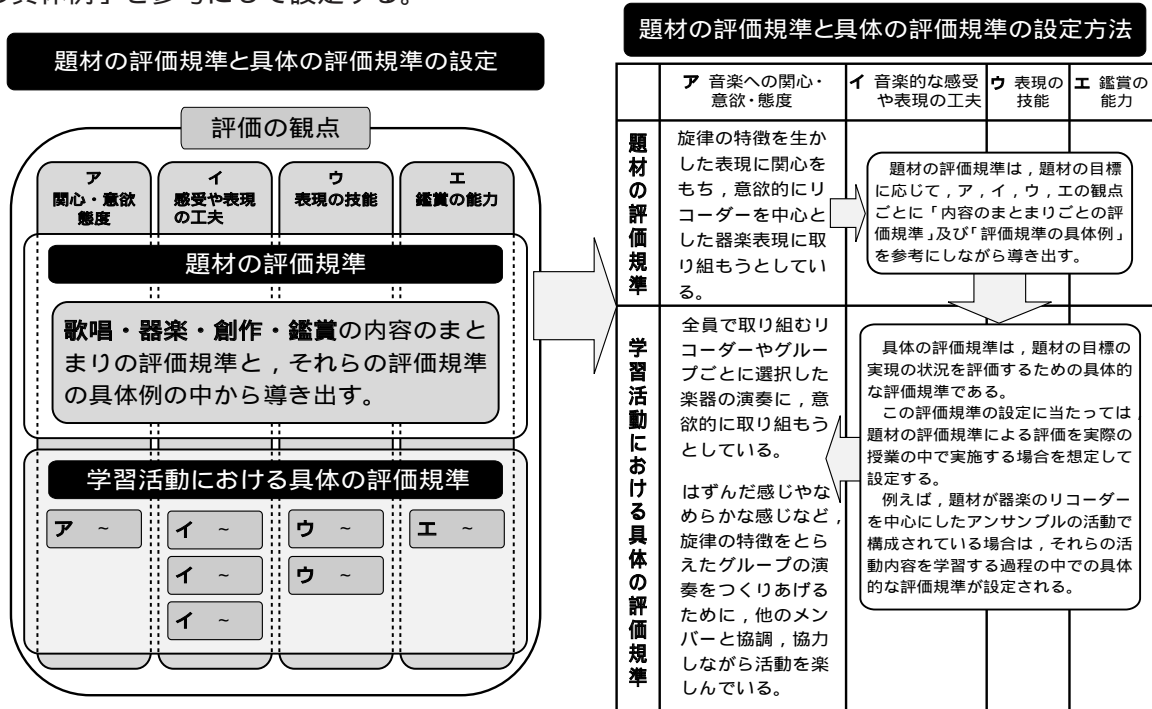 の具体例」を参考にして設定する。
題材の評価規準と具体の評価規準の設定
評価の観点
ア
関心・意欲
態度
イ
感受や表現
の工夫
ウ
表現の技能
エ
鑑賞の能力
題材の評価規準
歌唱・器楽・創作・鑑賞の内容のまと
まりの評価規準と，それらの評価規準
の具体例の中から導き出す。
学習活動における具体の評価規準
ア ~
イ ~
イ ~
イ ~
ウ ~
ウ ~
エ ~
題材の評価規準と具体の評価規準の設定方法
ア 音楽への関心・
意欲・態度
イ 音楽的な感受
や表現の工夫
ウ 表現の
技能
エ 鑑賞の
能力
題材の評価規準
旋律の特徴を生か
した表現に関心を
もち，意欲的にリ
コーダーを中心と
した器楽表現に取
り組もうとしてい
る。
題材の評価規準は，題材の目標
に応じて，ア，イ，ウ，エの観点
ごとに「内容のまとまりごとの評
価規準」及び「評価規準の具体例」
を参考にしながら導き出す。
学習活動における具体の評価規準
全員で取り組むリ
コーダーやグルー
プごとに選択した
楽器の演奏に，意
欲的に取り組もう
としている。
はずんだ感じやな
めらかな感じなど，
旋律の特徴をとら
えたグループの演
奏をつくりあげる
ために，他のメン
バーと協調，協力
しながら活動を楽
しんでいる。
具体の評価規準は，題材の目標の
実現の状況を評価するための具体的
な評価規準である。
この評価規準の設定に当たっては，
題材の評価規準による評価を実際の
授業の中で実施する場合を想定して
設定する。
例えば，題材が器楽のリコーダー
を中心にしたアンサンブルの活動で
構成されている場合は，それらの活
動内容を学習する過程の中での具体
的な評価規準が設定される。